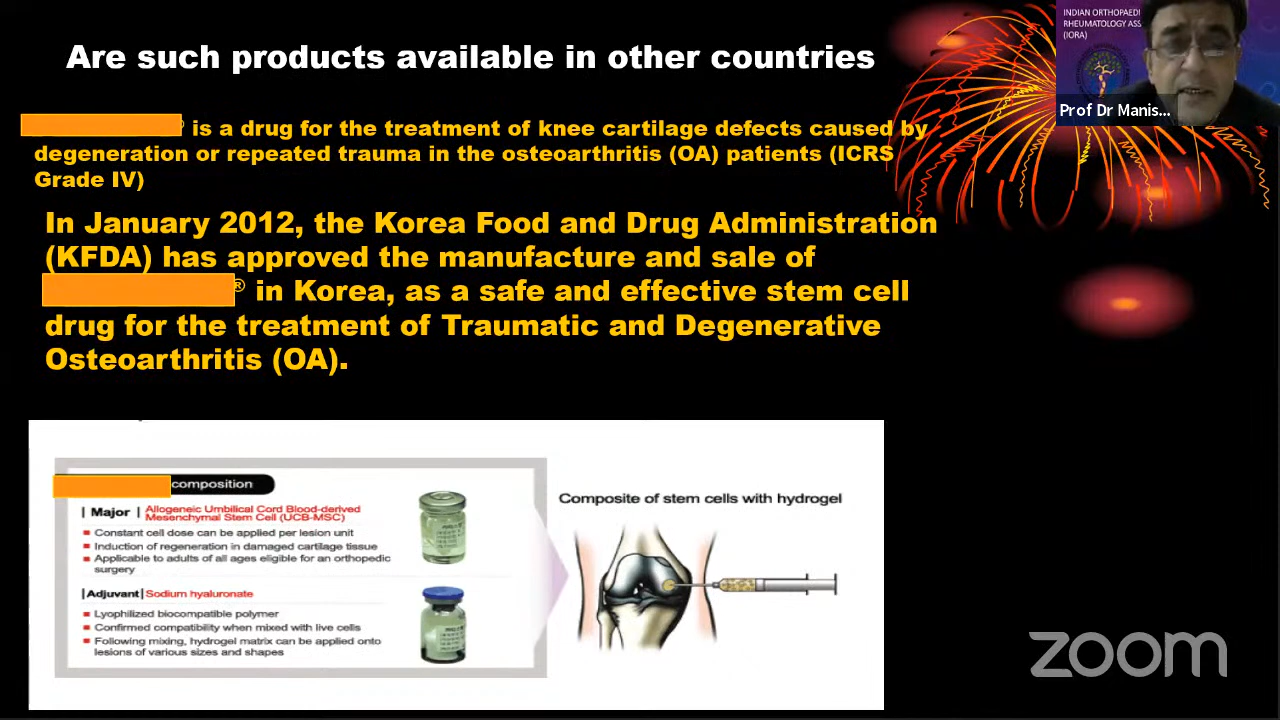 Are such products available in other countries
INDIAN ORTHOPAEDI
RHEUMATOLOGY ASS
(IORA)
Prof Dr Manis...
® is a drug for the treatment of knee cartilage defects caused by
degeneration or repeated trauma in the osteoarthritis (OA) patients (ICRS
Grade IV)
In January 2012, the Korea Food and Drug Administration
(KFDA) has approved the manufacture and sale of
® in Korea, as a safe and effective stem cell
drug for the treatment of Traumatic and Degenerative
Osteoarthritis (OA).
composition
| Major | Allogeneic Umbilical Cord Blood-derived
Mesenchymal Stem Cell (UCB-MSC)
Constant cell dose can be applied per lesion unit
Induction of regeneration in damaged cartilage tissue
Applicable to adults of all ages eligible for an orthopedic
surgery
|Adjuvant| Sodium hyaluronate
Lyophilized biocompatible polymer
Confirmed compatibility when mixed with live cells
Following mixing, hydrogel matrix can be applied onto
lesions of various sizes and shapes
Composite of stem cells with hydrogel
zoom